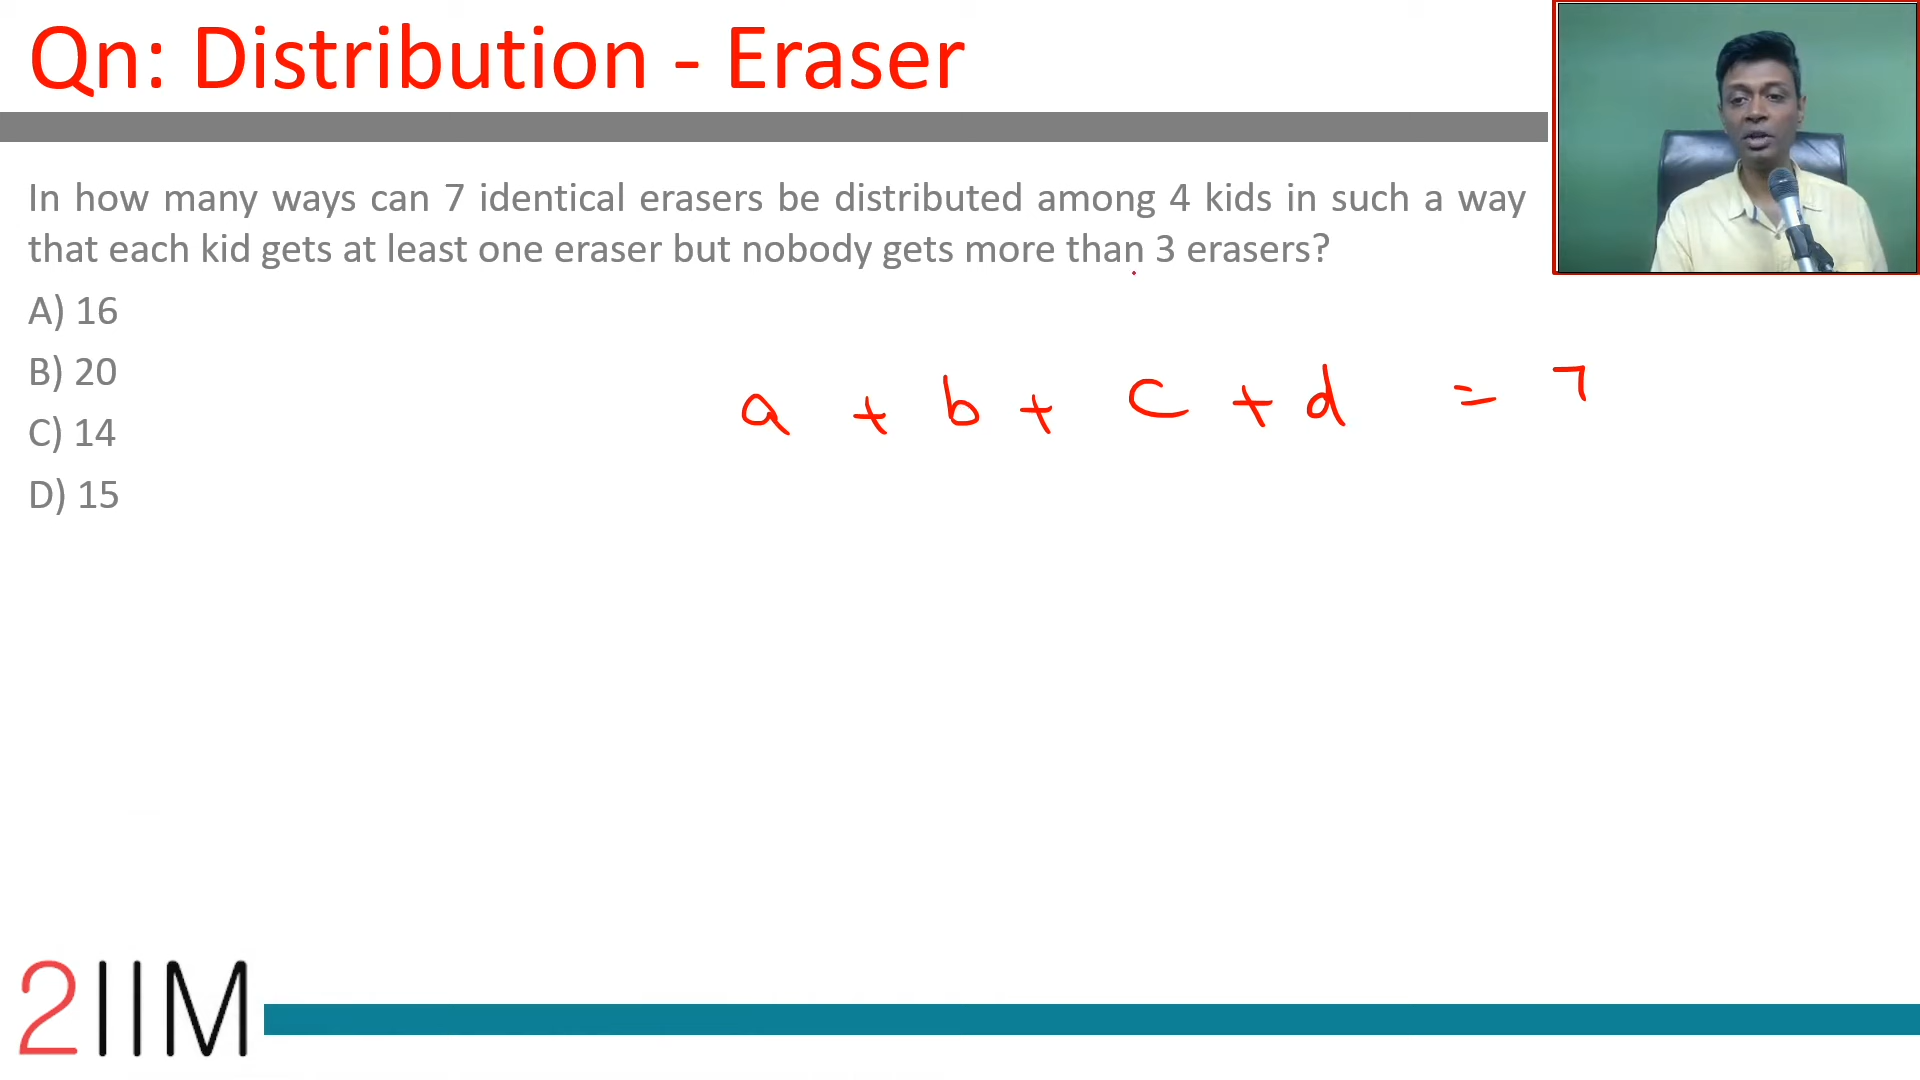 Qn: Distribution - Eraser
In how many ways can 7 identical erasers be distributed among 4 kids in such a way
that each kid gets at least one eraser but nobody gets more than 3 erasers?
A) 16
B) 20
C) 14
D) 15
a + b + c + d = 7
2IIM